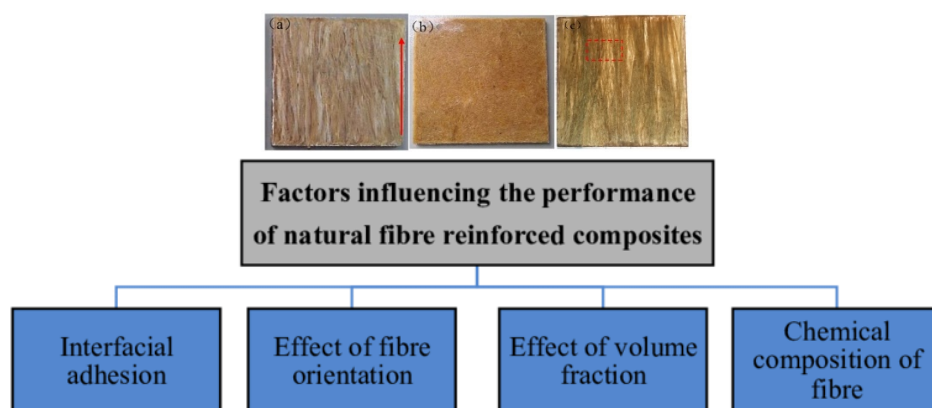 (a) (b) (c)
Factors influencing the performance
of natural fibre reinforced composites
Interfacial
adhesion
Effect of fibre
orientation
Effect of volume
fraction
Chemical
composition of
fibre